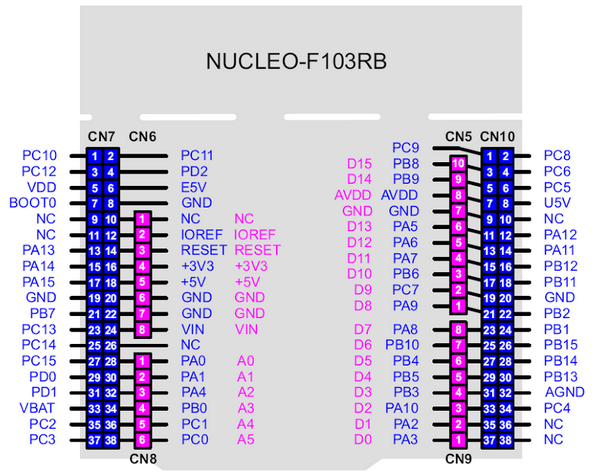 NUCLEO-F103RB
CN7 CN6 CN5 CN10
PC9
PC10 1 2 PC11 D15 PB8 10 1 2 PC8
PC12 3 4 PD2 D14 PB9 9 3 4 PC6
VDD 5 6 E5V AVDD AVDD 8 5 6 PC5
BOOT0 7 8 GND GND GND 7 7 8 U5V
NC 9 10 1 NC NC D13 PA5 6 9 10 NC
NC 11 12 2 IOREF IOREF D12 PA6 5 11 12 PA12
PA13 13 14 3 RESET RESET D11 PA7 4 13 14 PA11
PA14 15 16 4 +3V3 +3V3 D10 PB6 3 15 16 PB12
PA15 17 18 5 +5V +5V D9 PC7 2 17 18 PB11
GND 19 20 6 GND GND D8 PA9 1 19 20 GND
PB7 21 22 7 GND GND 21 22 PB2
PC13 23 24 8 VIN VIN D7 PA8 8 23 24 PB1
PC14 25 26 NC D6 PB10 7 25 26 PB15
PC15 27 28 1 PA0 A0 D5 PB4 6 27 28 PB14
PD0 29 30 2 PA1 A1 D4 PB5 5 29 30 PB13
PD1 31 32 3 PA4 A2 D3 PB3 4 31 32 AGND
VBAT 33 34 4 PB0 A3 D2 PA10 3 33 34 PC4
PC2 35 36 5 PC1 A4 D1 PA2 2 35 36 NC
PC3 37 38 6 PC0 A5 D0 PA3 1 37 38 NC
CN8 CN9